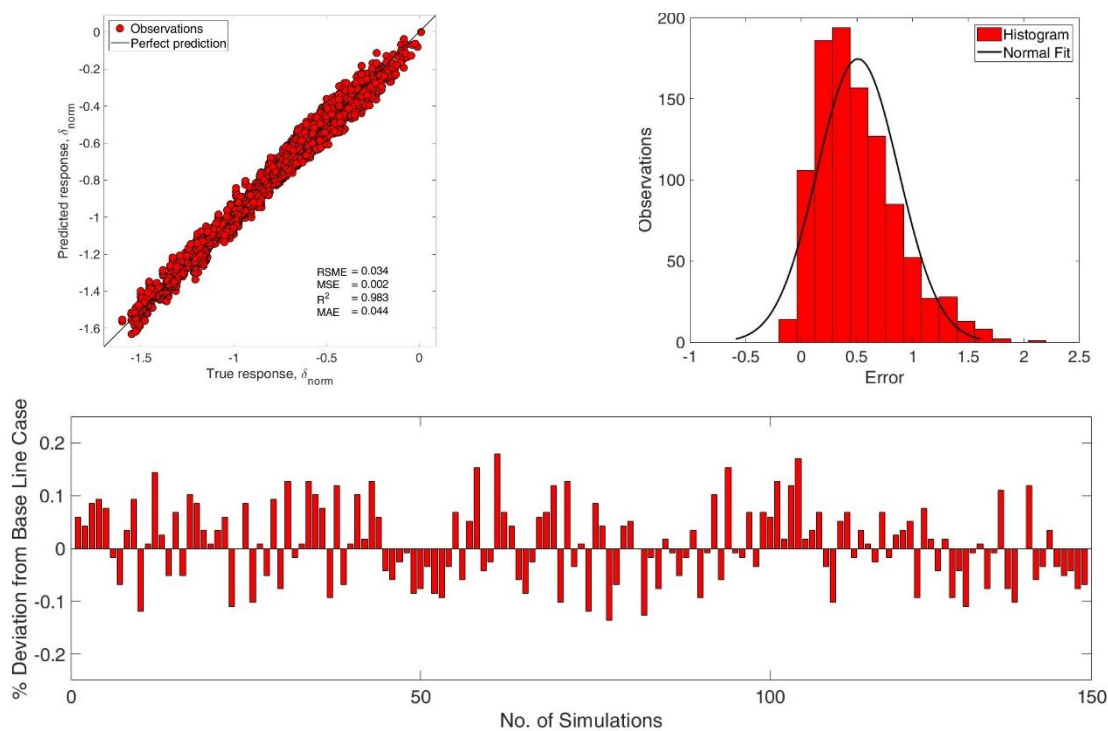 Observations
Perfect prediction
0
-0.2
-0.4
-0.6
-0.8
-1
-1.2
-1.4
-1.6
Predicted response, δnorm
RSME = 0.034
MSE = 0.002
R2 = 0.983
MAE = 0.044
-1.5
-1
-0.5
0
True response, δnorm
Histogram
Normal Fit
200
150
100
50
0
Observations
-1
-0.5
0
0.5
1
1.5
2
2.5
Error
% Deviation from Base Line Case
0.2
0.1
0
-0.1
-0.2
0
50
100
150
No. of Simulations